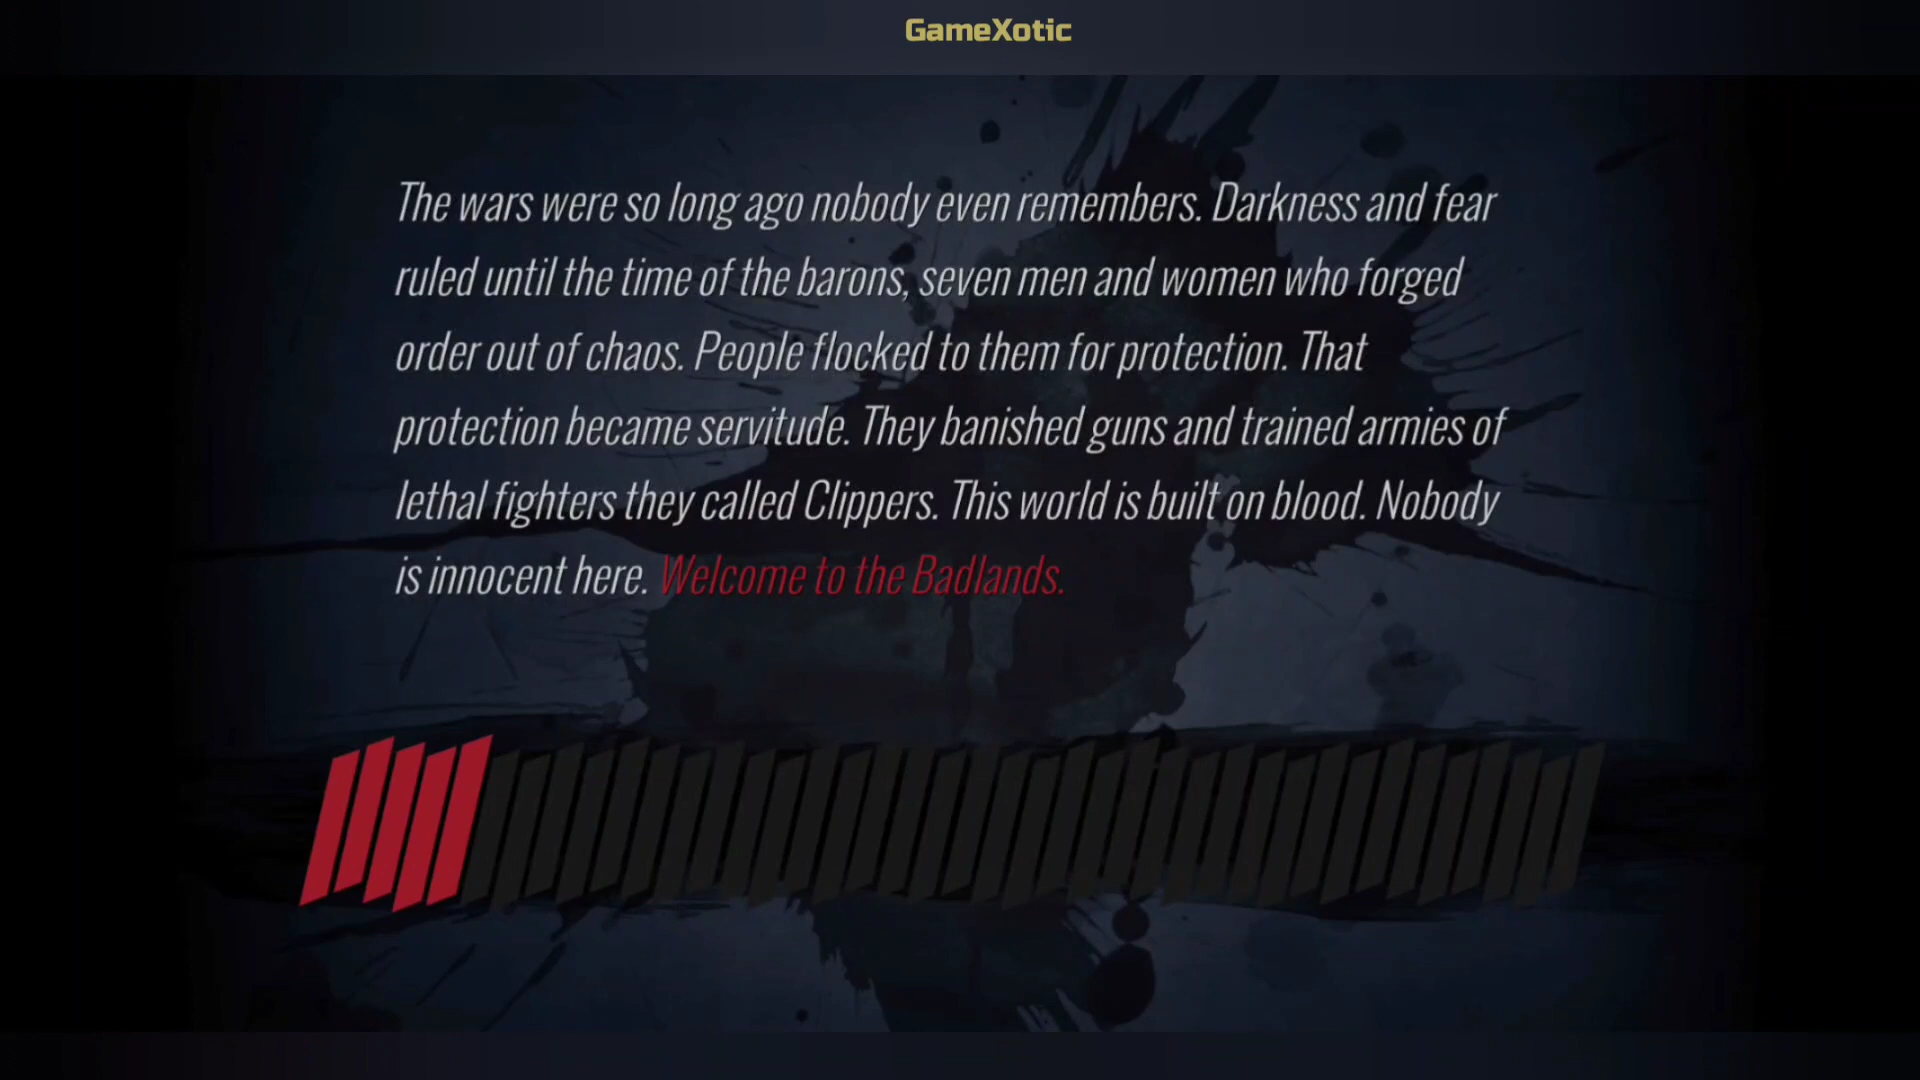 GameXotic
The wars were so long ago nobody even remembers. Darkness and fear
ruled until the time of the barons, seven men and women who forged
order out of chaos. People flocked to them for protection. That
protection became servitude. They banished guns and trained armies of
lethal fighters they called Clippers. This world is built on blood. Nobody
is innocent here. Welcome to the Badlands.